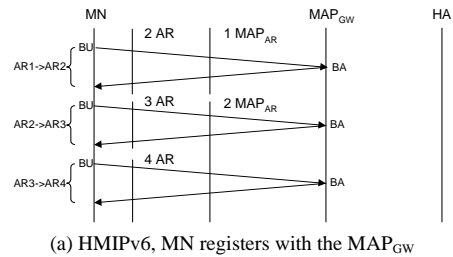 MN MAP_GW HA
2 AR 1 MAP_AR
BU
AR1->AR2 BA
BU 3 AR 2 MAP_AR
AR2->AR3 BA
BU 4 AR
AR3->AR4 BA
(a) HMIPv6, MN registers with the MAP_GW